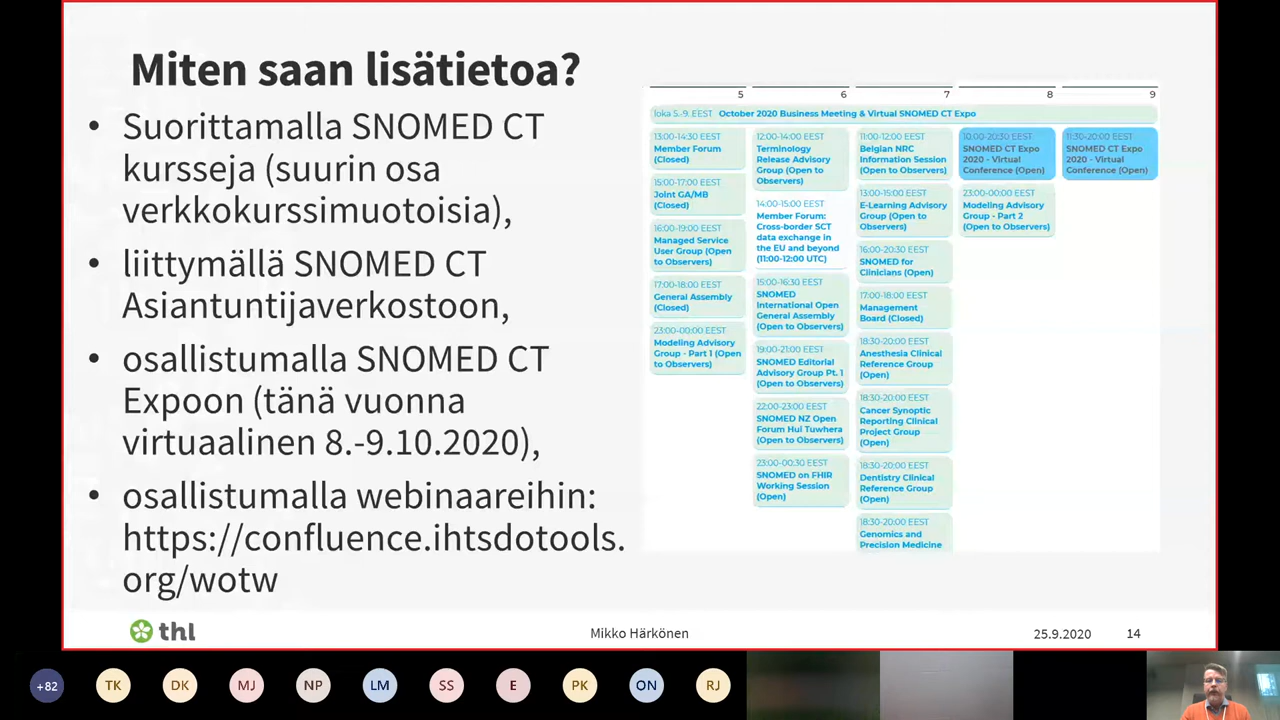 Miten saan lisätietoa?
• Suorittamalla SNOMED CT
kursseja (suurin osa
verkkokurssimuotoisia),
• liittymällä SNOMED CT
Asiantuntijaverkostoon,
• osallistumalla SNOMED CT
Expoon (tänä vuonna
virtuaalinen 8.-9.10.2020),
• osallistumalla webinaareihin:
https://confluence.ihtsdotools.
org/wotw
5
6
7
8
9
loka 5.-9. EEST October 2020 Business Meeting & Virtual SNOMED CT Expo
13:00-14:30 EEST
Member Forum
(Closed)
15:00-17:00 EEST
Joint GA/MB
(Closed)
16:00-19:00 EEST
Managed Service
User Group (Open
to Observers)
17:00-18:00 EEST
General Assembly
(Closed)
23:00-00:00 EEST
Modeling Advisory
Group - Part 1 (Open
to Observers)
12:00-14:00 EEST
Terminology
Release Advisory
Group (Open to
Observers)
14:00-15:00 EEST
Member Forum:
Cross-border SCT
data exchange in
the EU and beyond
(11:00-12:00 UTC)
15:00-16:30 EEST
SNOMED
International Open
General Assembly
(Open to Observers)
19:00-21:00 EEST
SNOMED Editorial
Advisory Group Pt. 1
(Open to Observers)
22:00-23:00 EEST
SNOMED NZ Open
Forum Hui Tuwhera
(Open to Observers)
23:00-00:30 EEST
SNOMED on FHIR
Working Session
(Open)
11:00-12:00 EEST
Belgian NRC
Information Session
(Open to Observers)
13:00-15:00 EEST
E-Learning Advisory
Group (Open to
Observers)
16:00-20:30 EEST
SNOMED for
Clinicians (Open)
17:00-18:00 EEST
Management
Board (Closed)
18:30-20:00 EEST
Anesthesia Clinical
Reference Group
(Open)
18:30-20:00 EEST
Cancer Synoptic
Reporting Clinical
Project Group
(Open)
18:30-20:00 EEST
Dentistry Clinical
Reference Group
(Open)
18:30-20:00 EEST
Genomics and
Precision Medicine
10:00-20:30 EEST
SNOMED CT Expo
2020 - Virtual
Conference (Open)
23:00-00:00 EEST
Modeling Advisory
Group - Part 2
(Open to Observers)
11:30-20:00 EEST
SNOMED CT Expo
2020 - Virtual
Conference (Open)
thl
Mikko Härkönen
25.9.2020
14
+82
TK
DK
MJ
NP
LM
SS
E
PK
ON
RJ